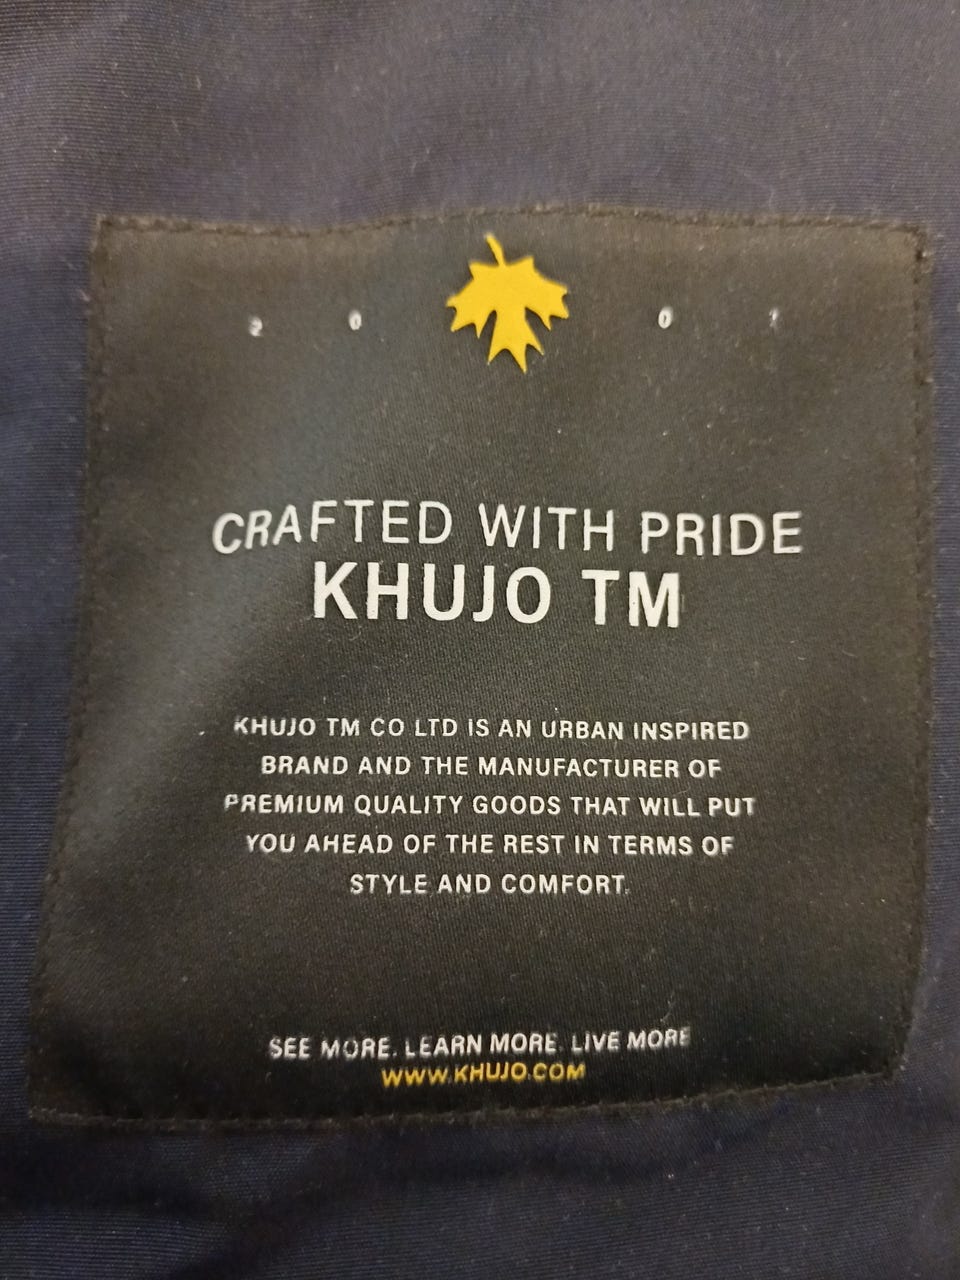 2 0 0 1
CRAFTED WITH PRIDE
KHUJO TM
KHUJO TM CO LTD IS AN URBAN INSPIRED
BRAND AND THE MANUFACTURER OF
PREMIUM QUALITY GOODS THAT WILL PUT
YOU AHEAD OF THE REST IN TERMS OF
STYLE AND COMFORT.
SEE MORE. LEARN MORE. LIVE MORE
WWW.KHUJO.COM